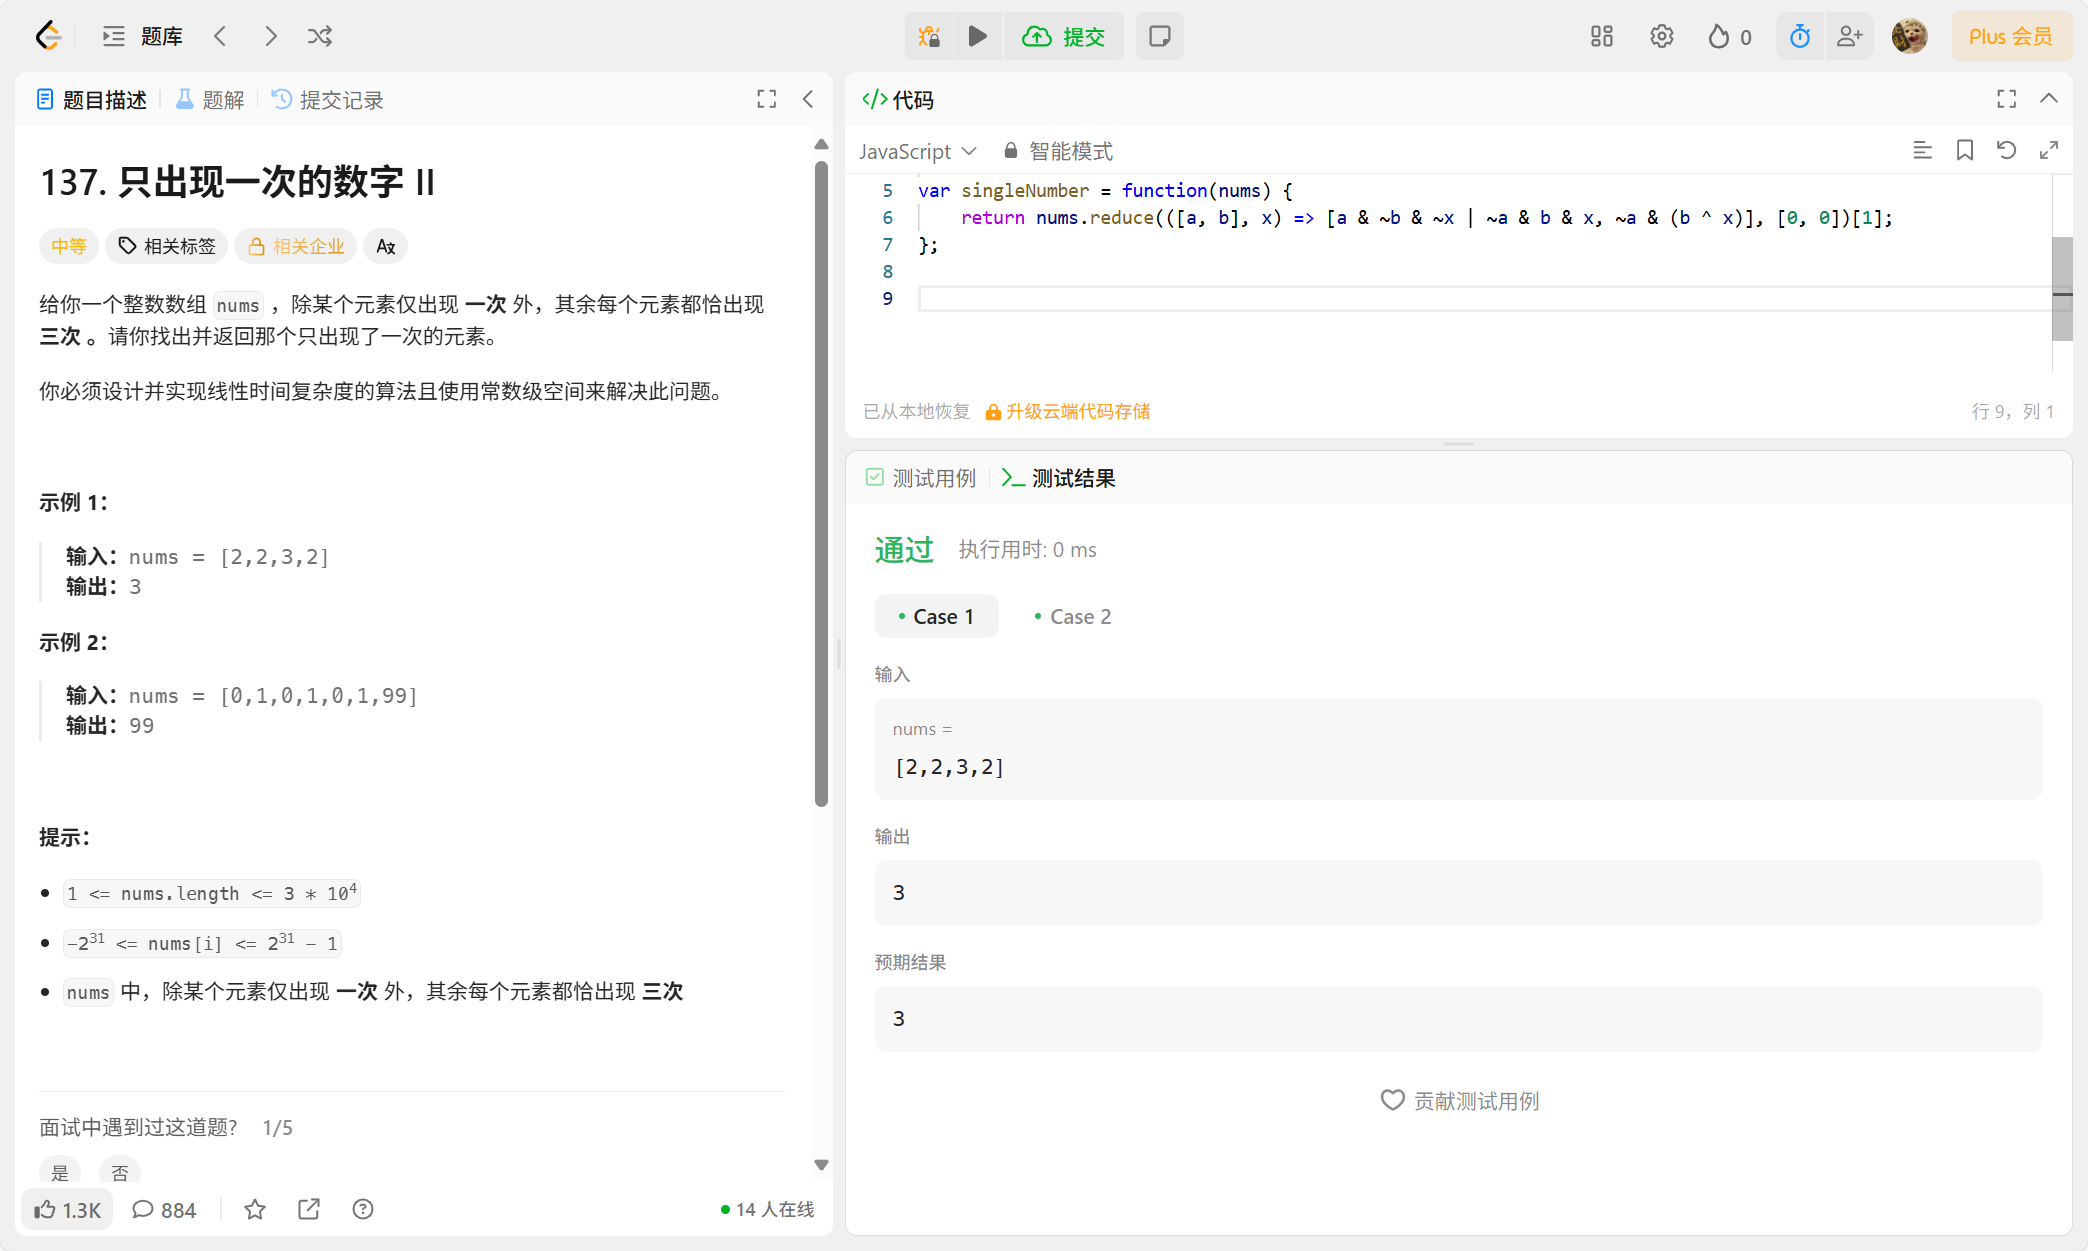 题库
提交
0
Plus 会员
题目描述
题解
提交记录
137. 只出现一次的数字 II
中等
相关标签
相关企业
给你一个整数数组 nums ，除某个元素仅出现 一次 外，其余每个元素都恰出现
三次 。请你找出并返回那个只出现了一次的元素。
你必须设计并实现线性时间复杂度的算法且使用常数级空间来解决此问题。
示例 1：
输入：nums = [2,2,3,2]
输出：3
示例 2：
输入：nums = [0,1,0,1,0,1,99]
输出：99
提示：
1 <= nums.length <= 3 * 10⁴
-2³¹ <= nums[i] <= 2³¹ - 1
nums 中，除某个元素仅出现 一次 外，其余每个元素都恰出现 三次
面试中遇到过这道题? 1/5
是 否
1.3K 884 14 人在线
</> 代码
JavaScript 智能模式
5 var singleNumber = function(nums) {
6 return nums.reduce(([a, b], x) => [a & ~b & ~x | ~a & b & x, ~a & (b ^ x)], [0, 0])[1];
7 };
8
9
已从本地恢复 升级云端代码存储 行 9，列 1
测试用例
测试结果
通过 执行用时: 0 ms
Case 1
Case 2
输入
nums =
[2,2,3,2]
输出
3
预期结果
3
贡献测试用例